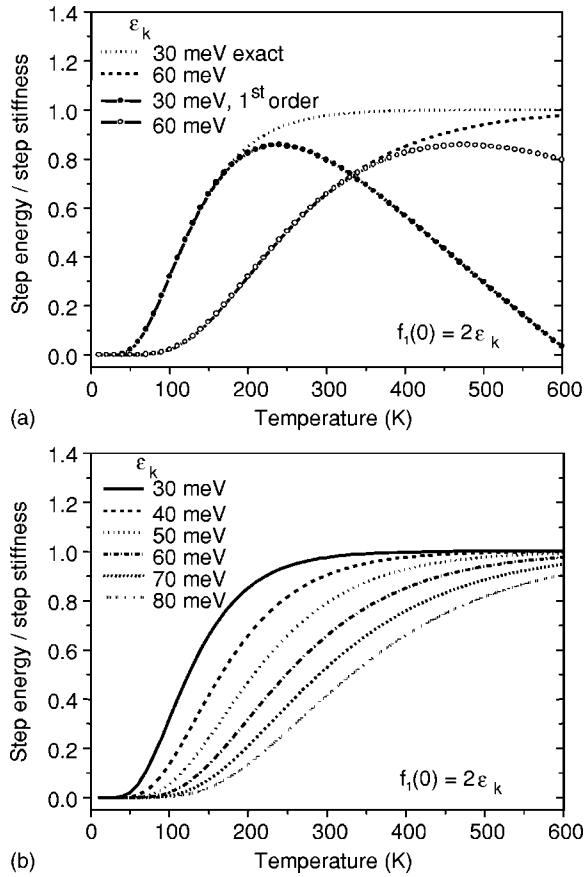 1.4
1.2
1.0
0.8
0.6
0.4
0.2
0.0
Step energy / step stiffness
εk
30 meV exact
60 meV
30 meV, 1st order
60 meV
f1(0) = 2εk
0 100 200 300 400 500 600
(a) Temperature (K)
1.4
1.2
1.0
0.8
0.6
0.4
0.2
0.0
Step energy / step stiffness
εk
30 meV
40 meV
50 meV
60 meV
70 meV
80 meV
f1(0) = 2εk
0 100 200 300 400 500 600
(b) Temperature (K)